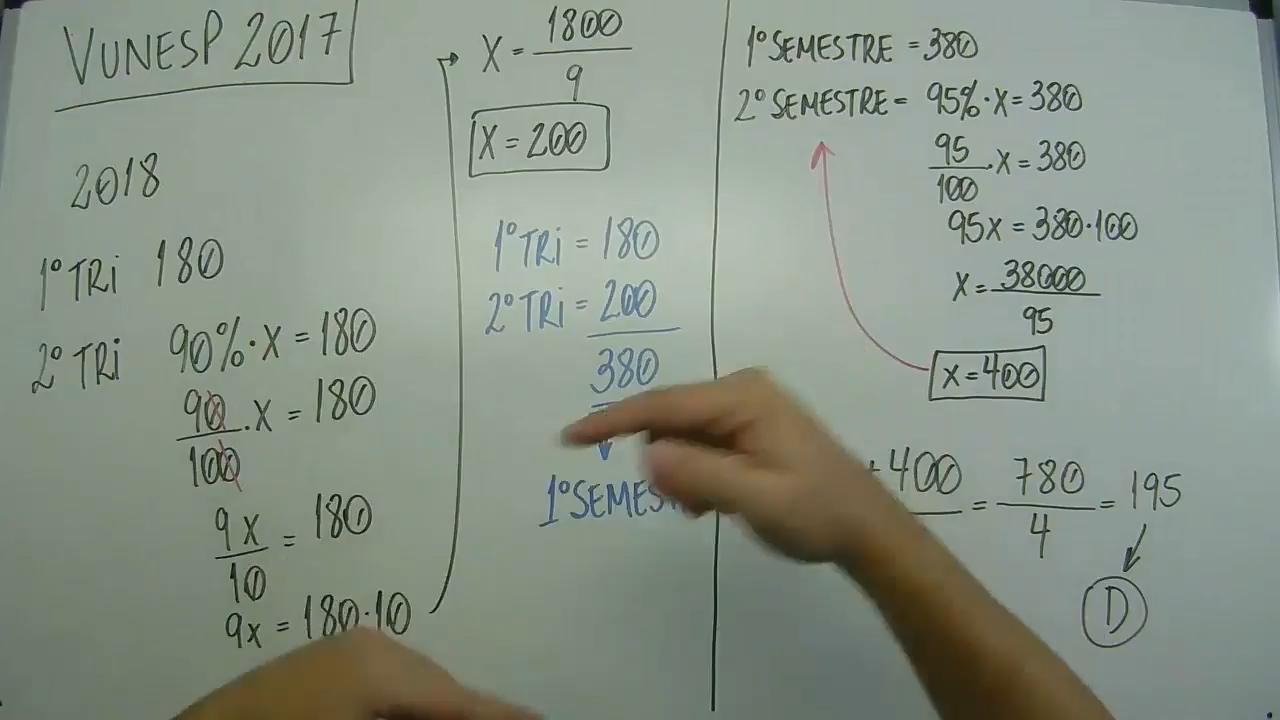 VUNESP 2017
2018
1º TRi 180
2º TRi 90%·X = 180
90/100 . X = 180
9x/10 = 180
9x = 180·10
X = 1800/9
X = 200
1º TRi = 180
2º TRi = 200
380
1º SEMEST
1º SEMESTRE = 380
2º SEMESTRE = 95%·X = 380
95/100 .X = 380
95X = 380·100
X = 38000/95
X = 400
+ 400 = 780/4 = 195
D